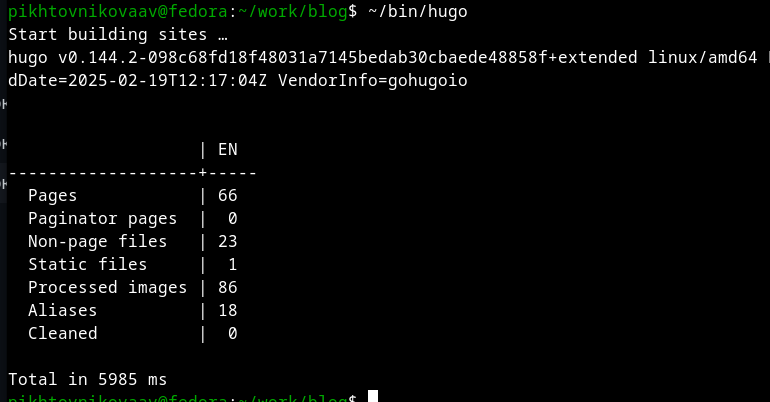 pikhtovnikovaav@fedora:~/work/blog$ ~/bin/hugo
Start building sites …
hugo v0.144.2-098c68fd18f48031a7145bedab30cbaede48858f+extended linux/amd64
dDate=2025-02-19T12:17:04Z VendorInfo=gohugoio
| EN
-------------------+-----
Pages | 66
Paginator pages | 0
Non-page files | 23
Static files | 1
Processed images | 86
Aliases | 18
Cleaned | 0
Total in 5985 ms
pikhtovnikovaav@fedora:~/work/blog$